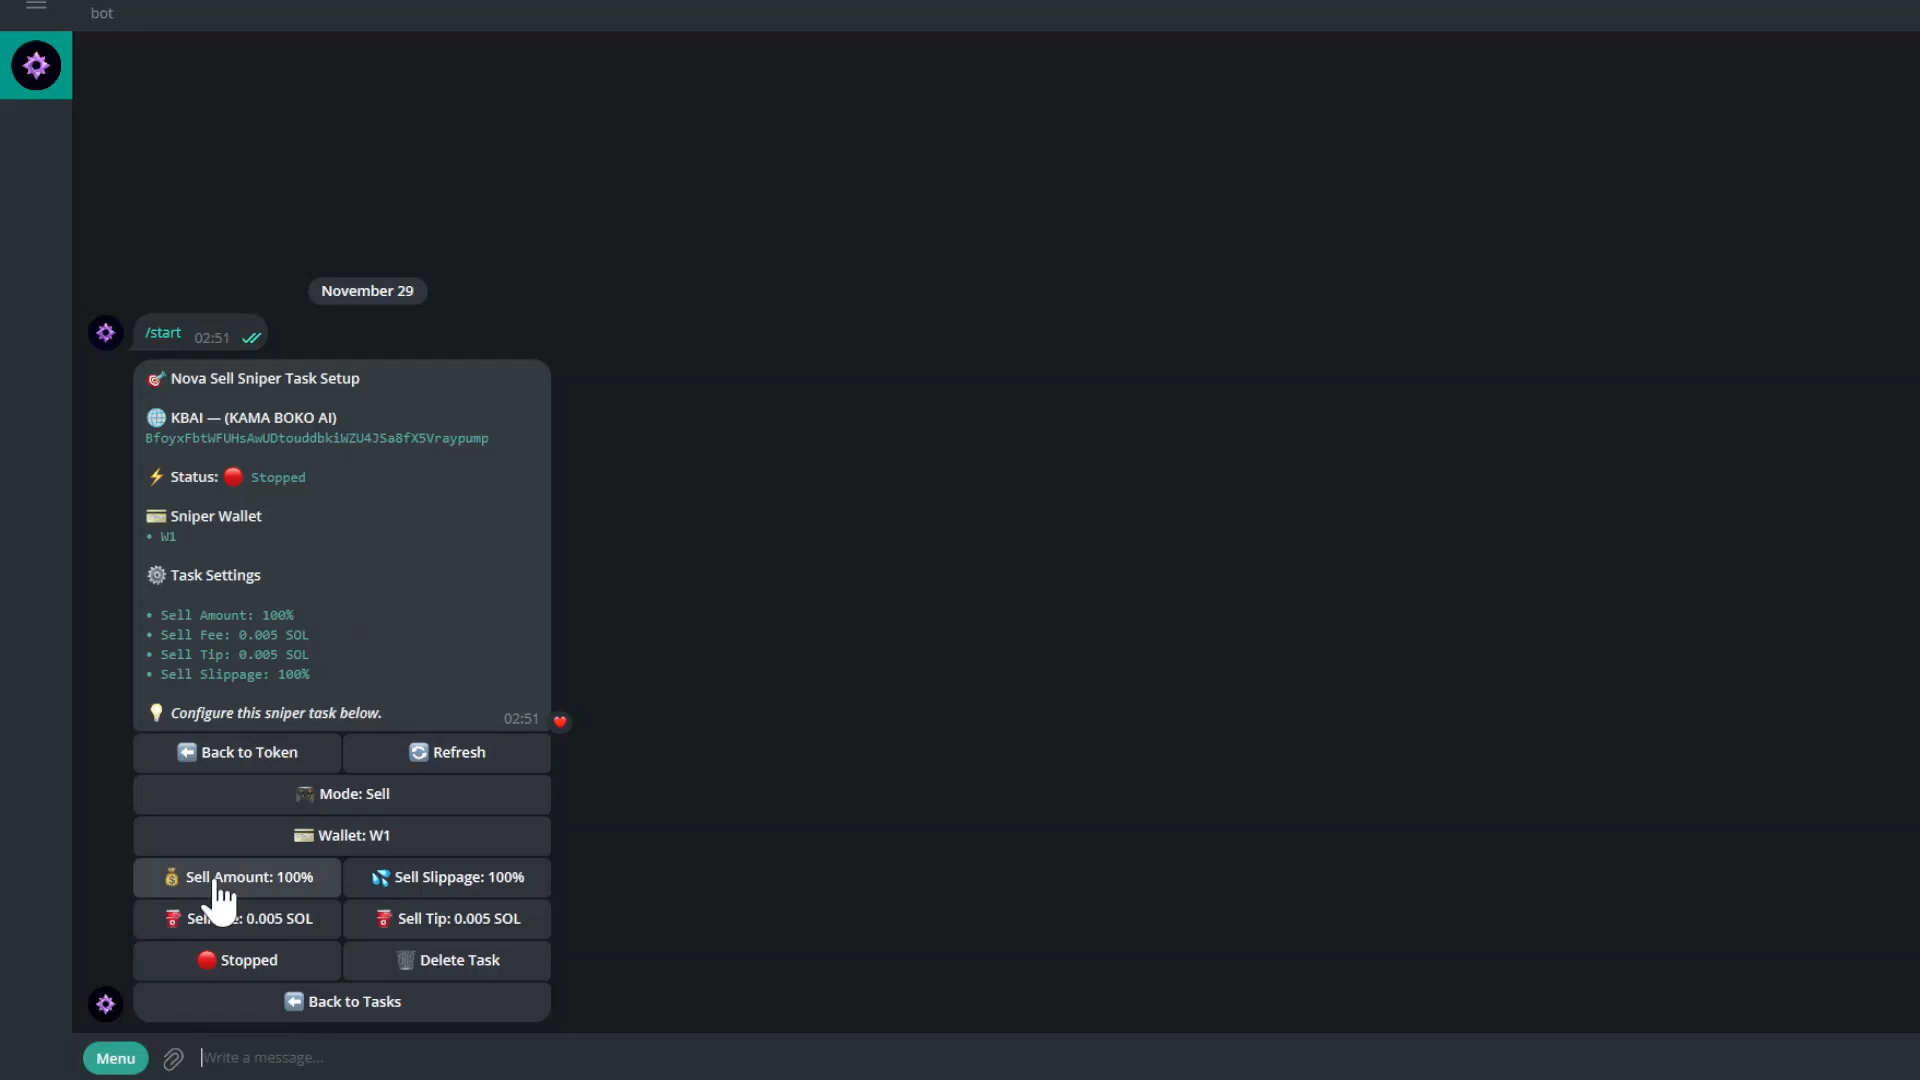 bot
November 29
/start 02:51
Nova Sell Sniper Task Setup
KBAI — (KAMA BOKO AI)
BfoyxFbtWFUHsAwUDtouddbkiWZU4JSa8fX5Vraypump
Status: Stopped
Sniper Wallet
• W1
Task Settings
• Sell Amount: 100%
• Sell Fee: 0.005 SOL
• Sell Tip: 0.005 SOL
• Sell Slippage: 100%
Configure this sniper task below. 02:51
Back to Token Refresh
Mode: Sell
Wallet: W1
Sell Amount: 100% Sell Slippage: 100%
0.005 SOL Sell Tip: 0.005 SOL
Stopped Delete Task
Back to Tasks
Menu Write a message...